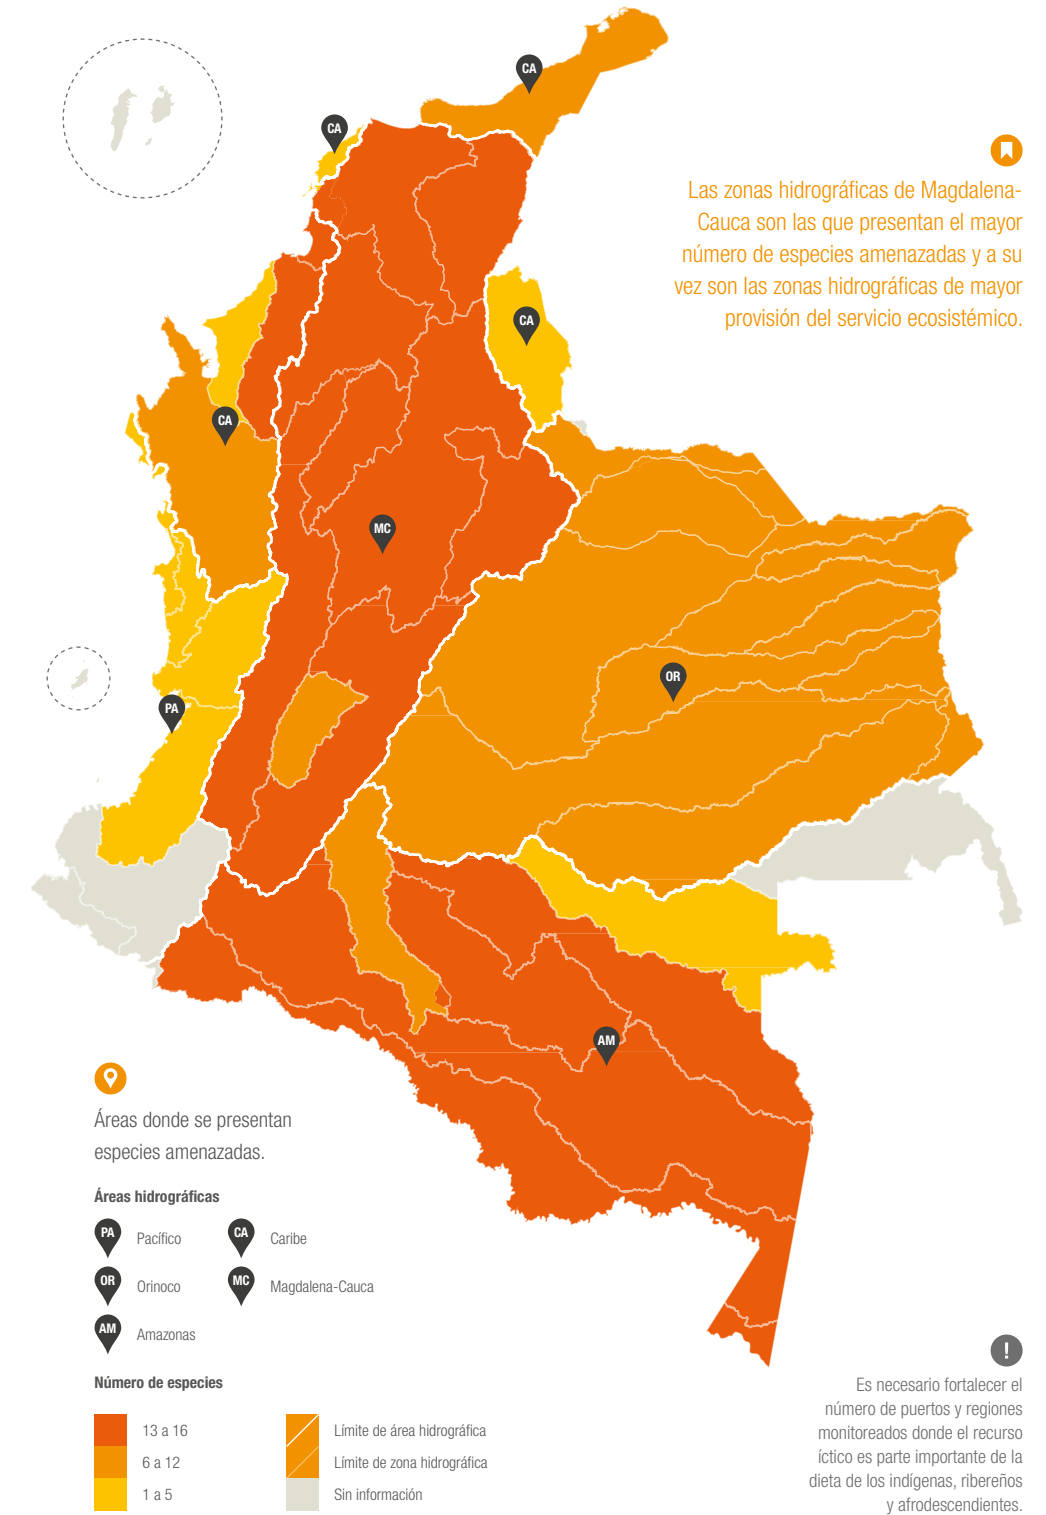 CA
CA
Las zonas hidrográficas de Magdalena-
Cauca son las que presentan el mayor
número de especies amenazadas y a su
vez son las zonas hidrográficas de mayor
provisión del servicio ecosistémico.
CA
CA
MC
OR
PA
AM
Áreas donde se presentan
especies amenazadas.
Áreas hidrográficas
PA Pacífico
CA Caribe
OR Orinoco
MC Magdalena-Cauca
AM Amazonas
Número de especies
13 a 16
6 a 12
1 a 5
Límite de área hidrográfica
Límite de zona hidrográfica
Sin información
!
Es necesario fortalecer el
número de puertos y regiones
monitoreados donde el recurso
íctico es parte importante de la
dieta de los indígenas, ribereños
y afrodescendientes.